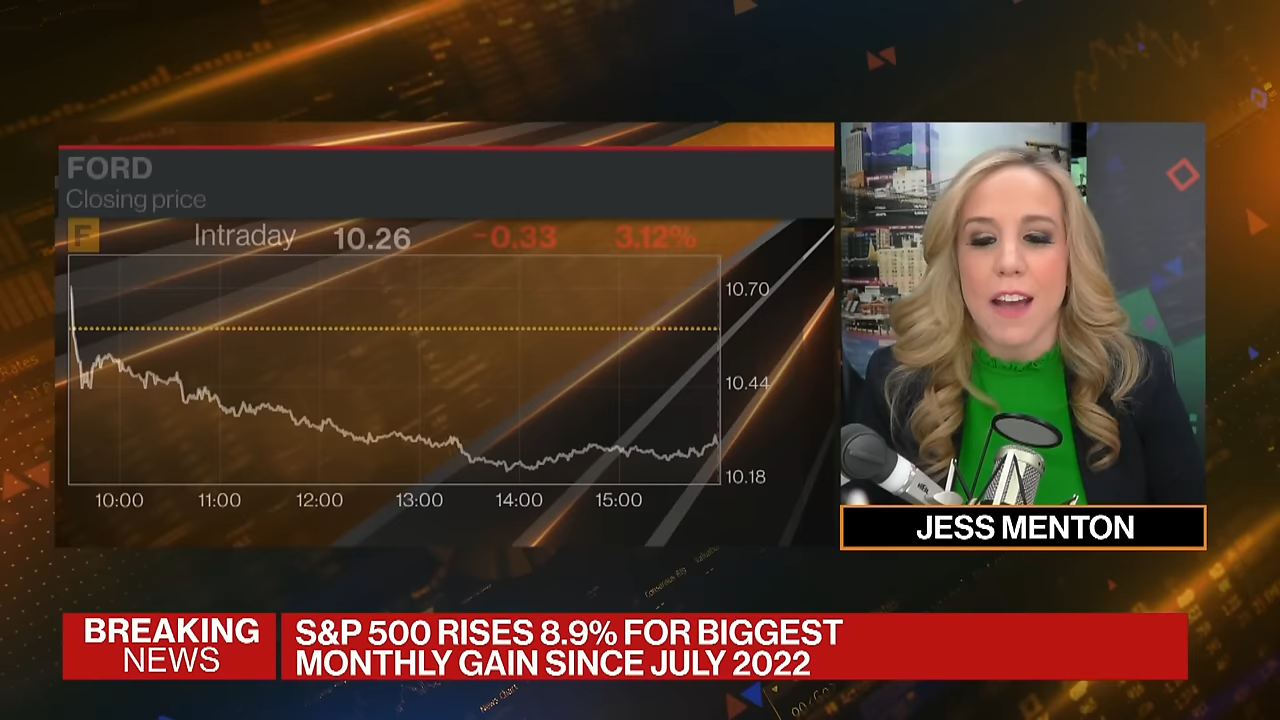 FORD
Closing price
F Intraday 10.26 -0.33 3.12%
10.70
10.44
10.18
10:00 11:00 12:00 13:00 14:00 15:00
JESS MENTON
BREAKING
NEWS
S&P 500 RISES 8.9% FOR BIGGEST
MONTHLY GAIN SINCE JULY 2022
News Chart